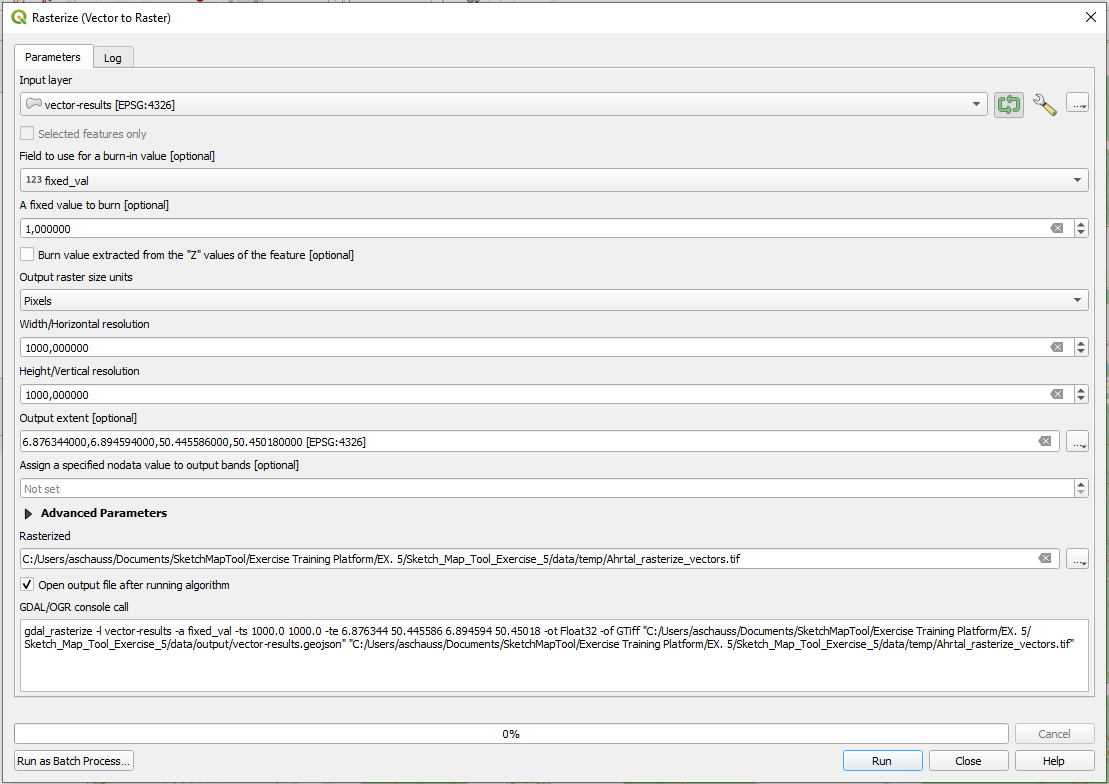 Rasterize (Vector to Raster)
Parameters
Log
Input layer
vector-results [EPSG:4326]
...
Selected features only
Field to use for a burn-in value [optional]
123 fixed_val
A fixed value to burn [optional]
1,000000
Burn value extracted from the "Z" values of the feature [optional]
Output raster size units
Pixels
Width/Horizontal resolution
1000,000000
Height/Vertical resolution
1000,000000
Output extent [optional]
6.876344000,6.894594000,50.445586000,50.450180000 [EPSG:4326]
...
Assign a specified nodata value to output bands [optional]
Not set
Advanced Parameters
Rasterized
C:/Users/aschauss/Documents/SketchMapTool/Exercise Training Platform/EX. 5/Sketch_Map_Tool_Exercise_5/data/temp/Ahrtal_rasterize_vectors.tif
...
Open output file after running algorithm
GDAL/OGR console call
gdal_rasterize -l vector-results -a fixed_val -ts 1000.0 1000.0 -te 6.876344 50.445586 6.894594 50.45018 -ot Float32 -of GTiff "C:/Users/aschauss/Documents/SketchMapTool/Exercise Training Platform/EX. 5/
Sketch_Map_Tool_Exercise_5/data/output/vector-results.geojson" "C:/Users/aschauss/Documents/SketchMapTool/Exercise Training Platform/EX. 5/Sketch_Map_Tool_Exercise_5/data/temp/Ahrtal_rasterize_vectors.tif"
0%
Cancel
Run as Batch Process...
Run
Close
Help